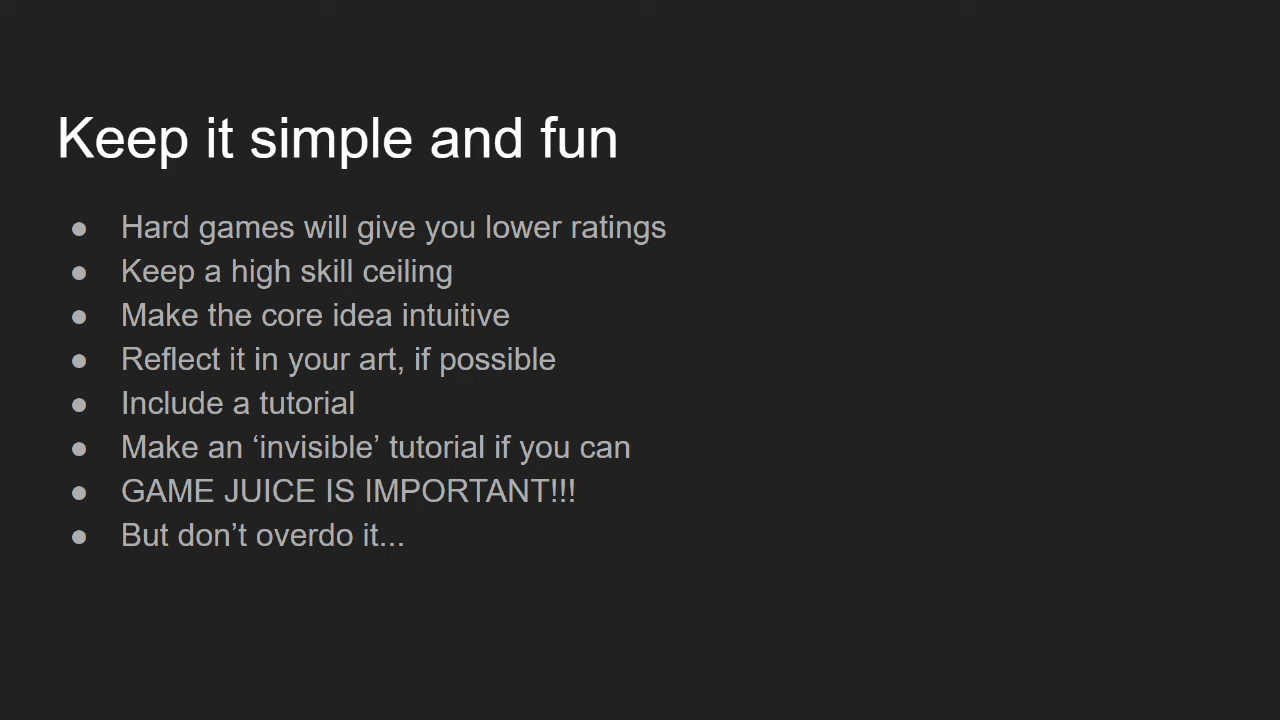 Keep it simple and fun
● Hard games will give you lower ratings
● Keep a high skill ceiling
● Make the core idea intuitive
● Reflect it in your art, if possible
● Include a tutorial
● Make an ‘invisible’ tutorial if you can
● GAME JUICE IS IMPORTANT!!!
● But don’t overdo it...